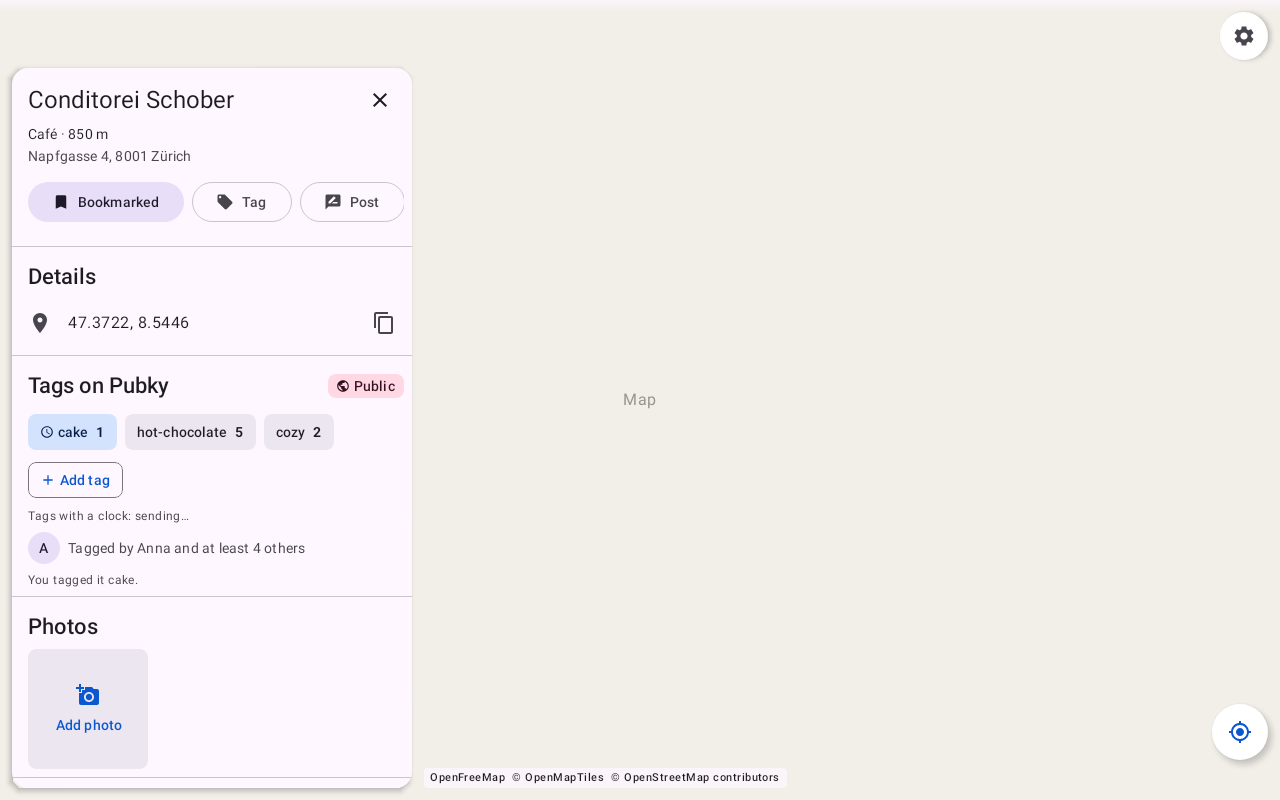 Conditorei Schober
Café · 850 m
Napfgasse 4, 8001 Zürich
Bookmarked
Tag
Post
Details
47.3722, 8.5446
Tags on Pubky
Public
cake 1
hot-chocolate 5
cozy 2
Add tag
Tags with a clock: sending…
A
Tagged by Anna and at least 4 others
You tagged it cake.
Photos
Add photo
Map
OpenFreeMap © OpenMapTiles © OpenStreetMap contributors